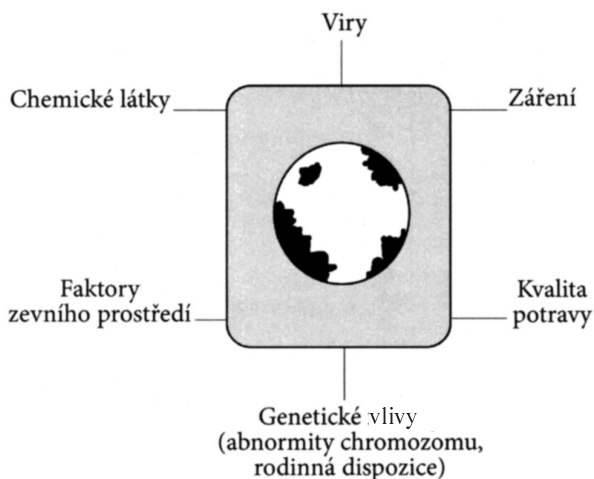 Viry
Chemické látky
Záření
Faktory
zevního prostředí
Kvalita
potravy
Genetické vlivy
(abnormity chromozomu,
rodinná dispozice)